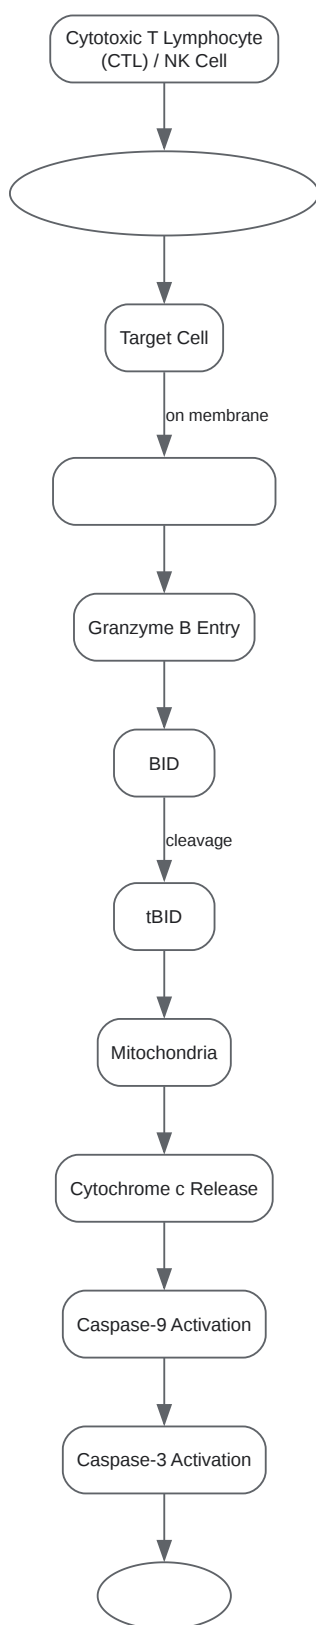 Cytotoxic T Lymphocyte
(CTL) / NK Cell
Target Cell
on membrane
Granzyme B Entry
BID
cleavage
tBID
Mitochondria
Cytochrome c Release
Caspase-9 Activation
Caspase-3 Activation